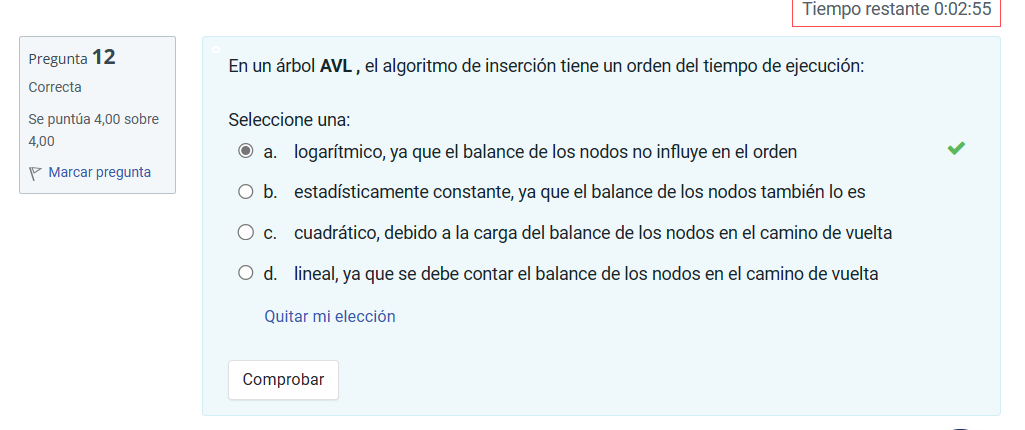 Tiempo restante 0:02:55
Pregunta 12
Correcta
Se puntúa 4,00 sobre
4,00
Marcar pregunta
En un árbol AVL , el algoritmo de inserción tiene un orden del tiempo de ejecución:
Seleccione una:
a. logarítmico, ya que el balance de los nodos no influye en el orden
b. estadísticamente constante, ya que el balance de los nodos también lo es
c. cuadrático, debido a la carga del balance de los nodos en el camino de vuelta
d. lineal, ya que se debe contar el balance de los nodos en el camino de vuelta
Quitar mi elección
Comprobar